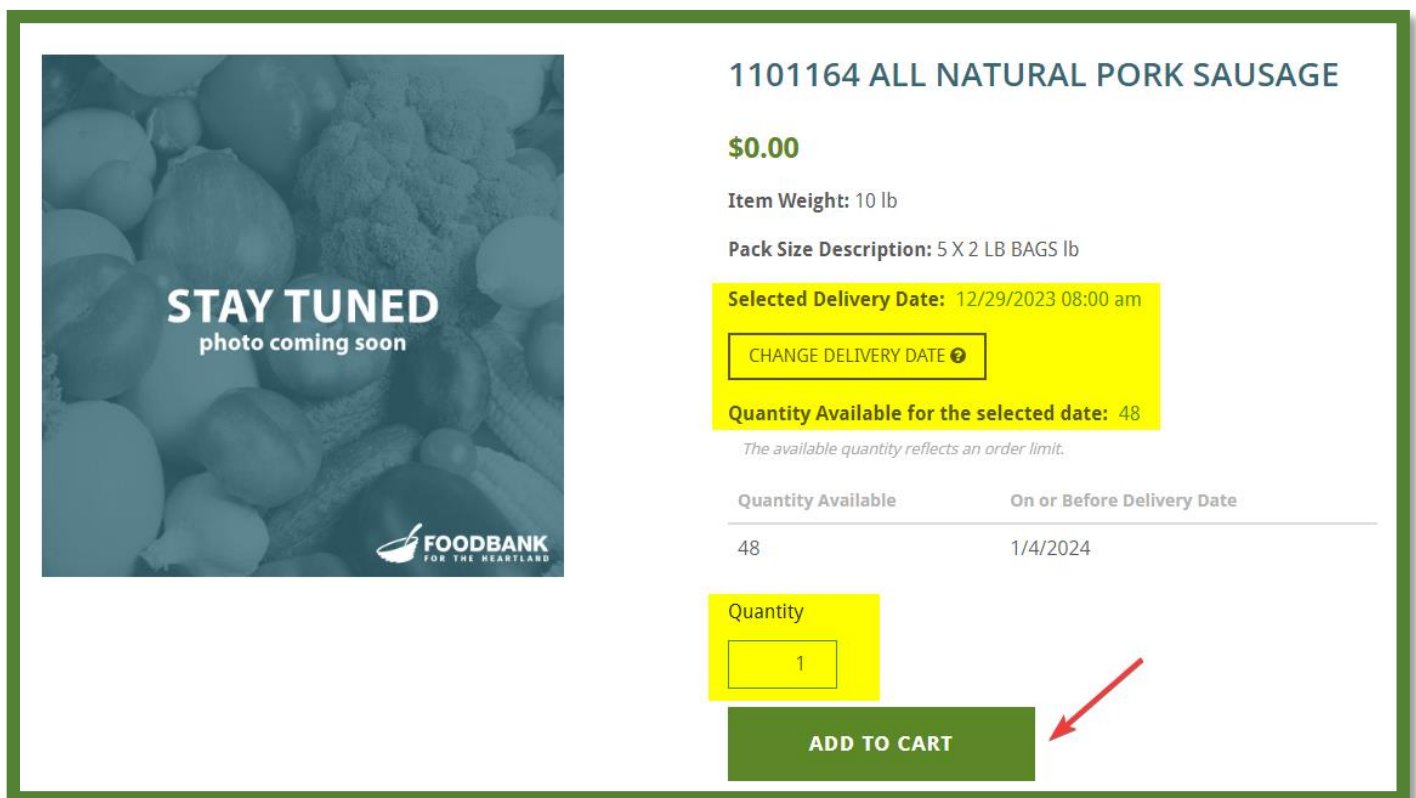 STAY TUNED
photo coming soon
FOODBANK
FOR THE HEARTLAND
1101164 ALL NATURAL PORK SAUSAGE
$0.00
Item Weight: 10 lb
Pack Size Description: 5 X 2 LB BAGS lb
Selected Delivery Date: 12/29/2023 08:00 am
CHANGE DELIVERY DATE ?
Quantity Available for the selected date: 48
The available quantity reflects an order limit.
Quantity Available On or Before Delivery Date
48 1/4/2024
Quantity
1
ADD TO CART